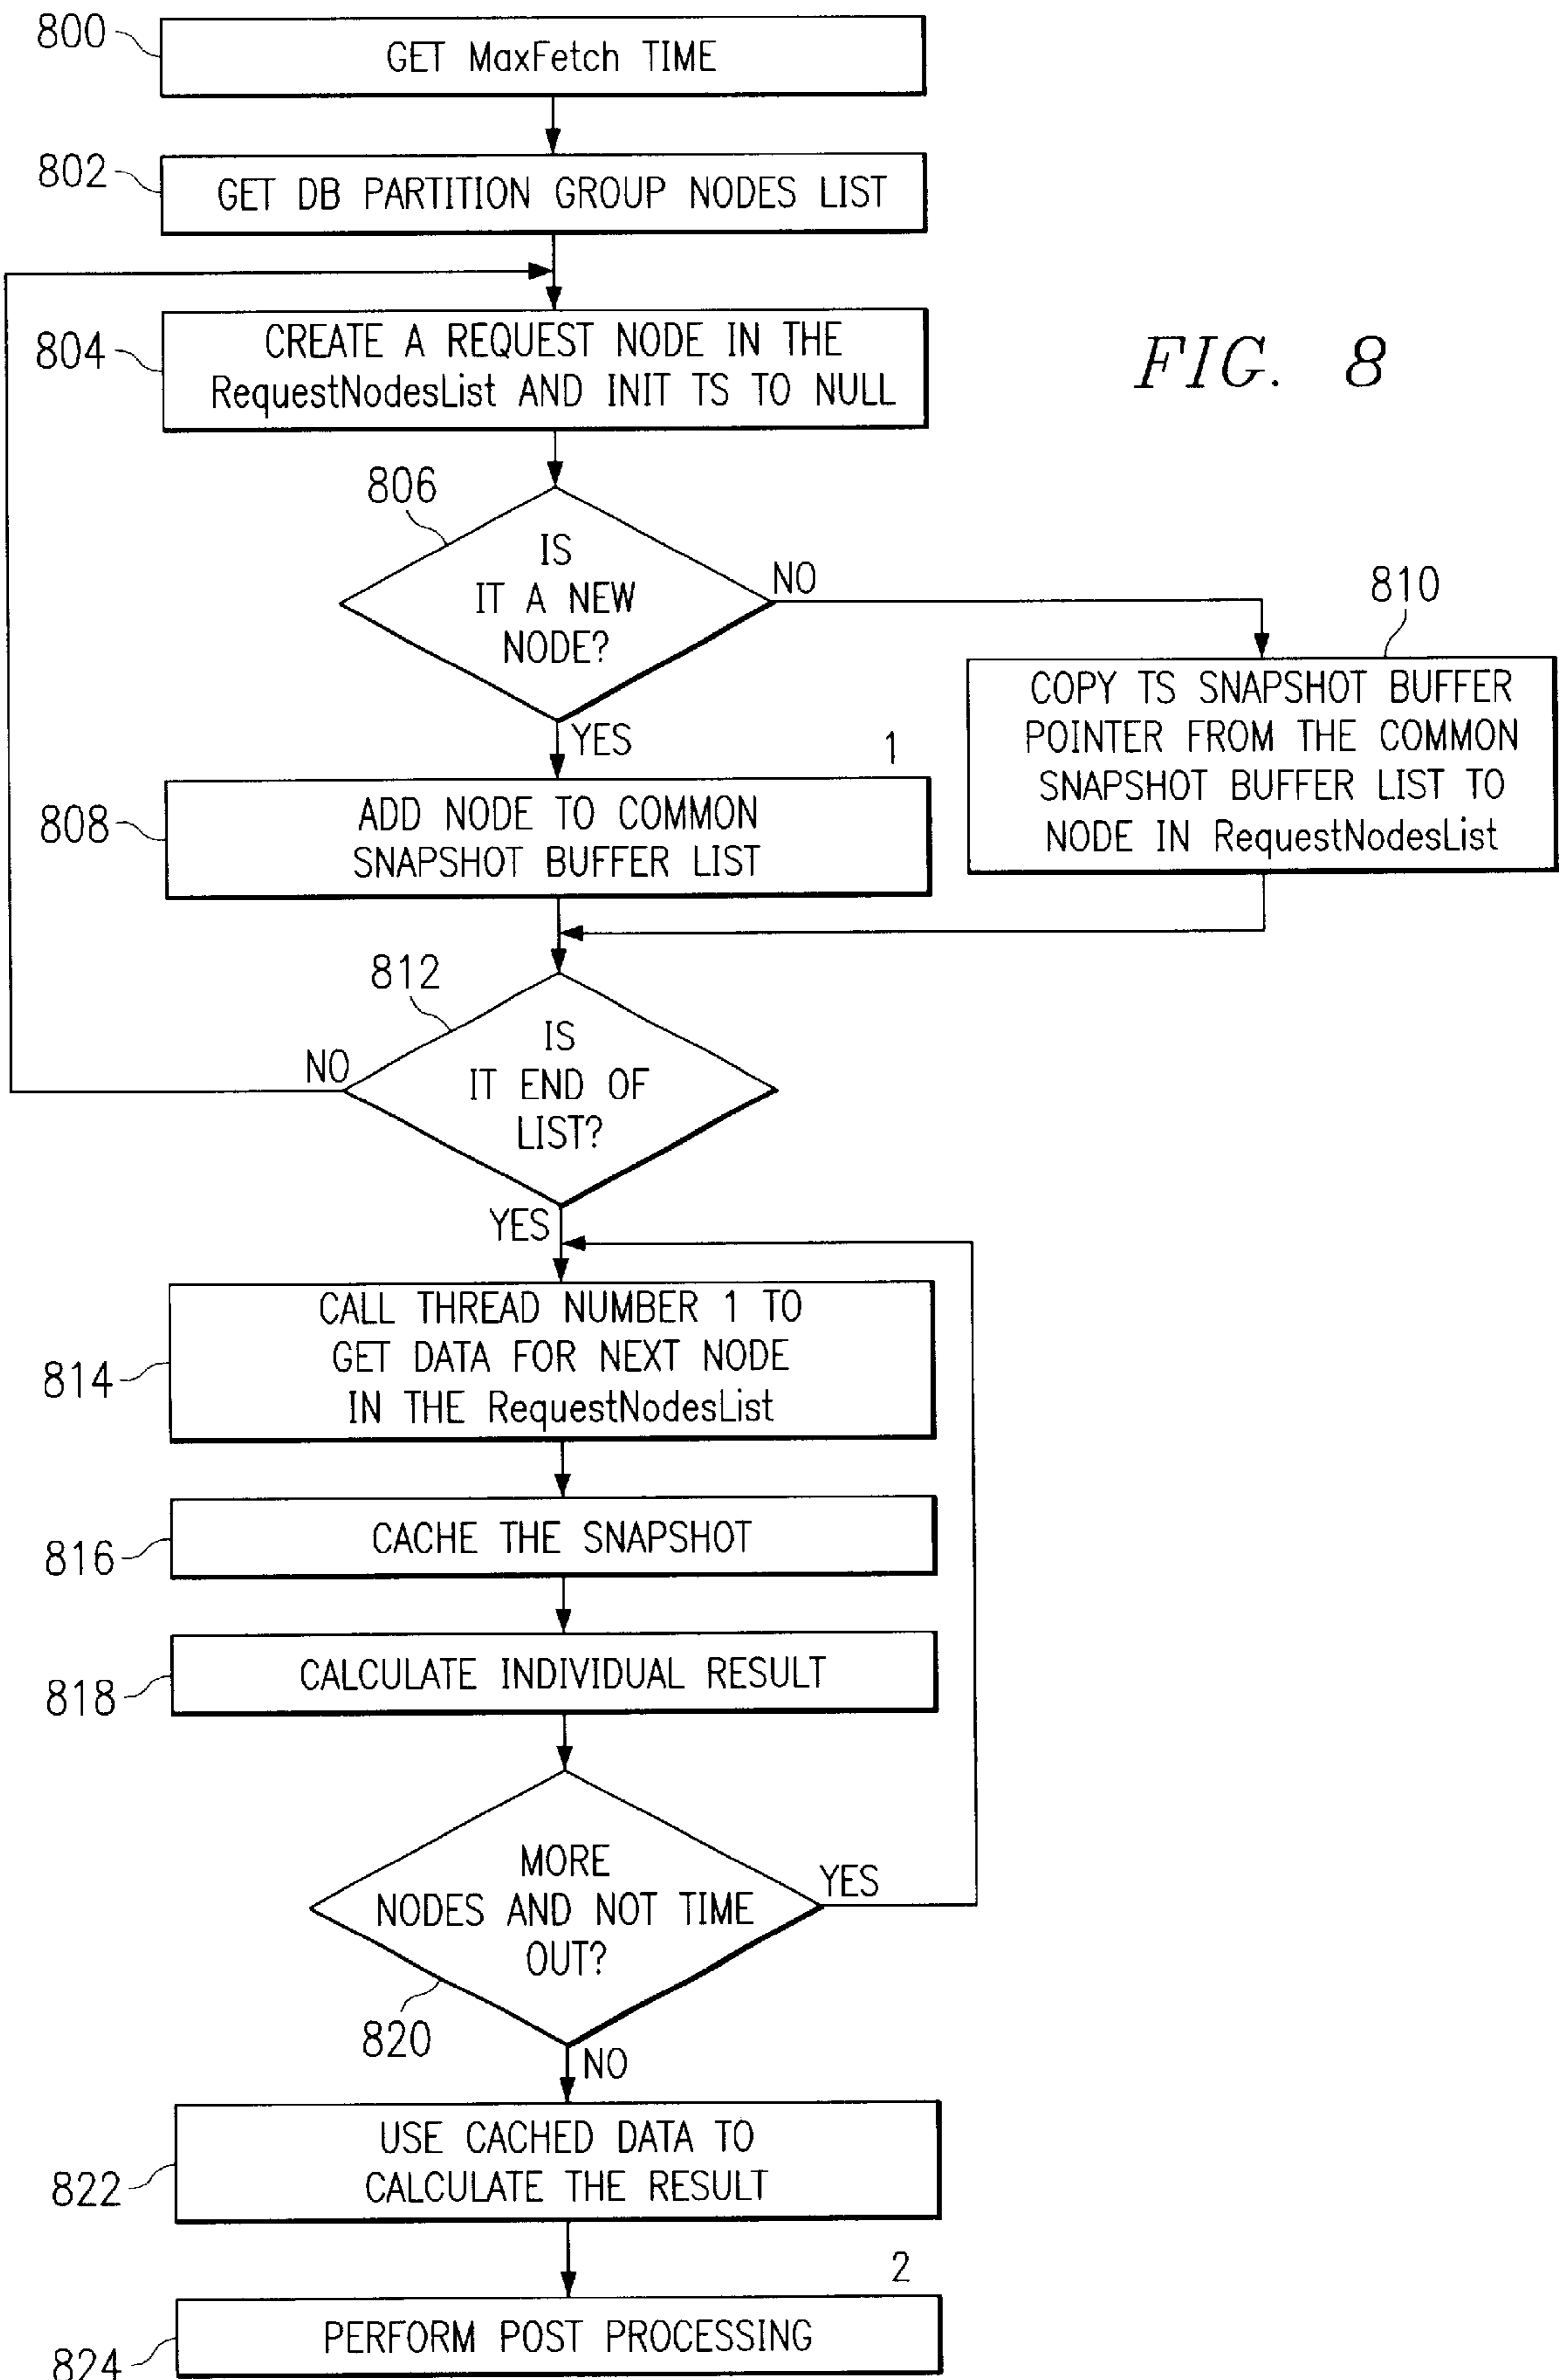 800
GET MaxFetch TIME
802
GET DB PARTITION GROUP NODES LIST
804
CREATE A REQUEST NODE IN THE
RequestNodesList AND INIT TS TO NULL
FIG. 8
806
IS
IT A NEW
NODE?
NO
810
COPY TS SNAPSHOT BUFFER
POINTER FROM THE COMMON
SNAPSHOT BUFFER LIST TO
NODE IN RequestNodesList
YES
1
808
ADD NODE TO COMMON
SNAPSHOT BUFFER LIST
812
IS
IT END OF
LIST?
NO
YES
814
CALL THREAD NUMBER 1 TO
GET DATA FOR NEXT NODE
IN THE RequestNodesList
816
CACHE THE SNAPSHOT
818
CALCULATE INDIVIDUAL RESULT
MORE
NODES AND NOT TIME
OUT?
YES
820
NO
822
USE CACHED DATA TO
CALCULATE THE RESULT
2
824
PERFORM POST PROCESSING